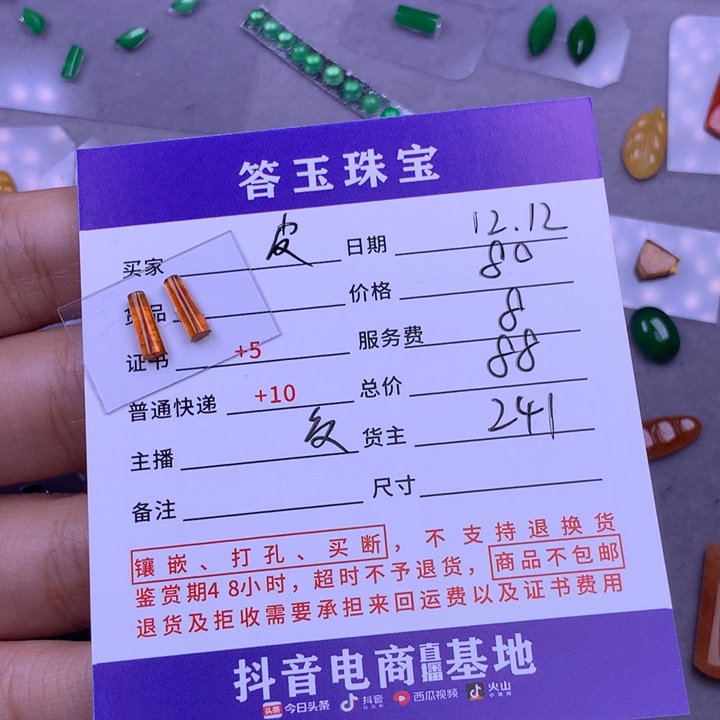 答玉珠宝
买家 皮 日期 12.12
货品 价格 80
证书 +5 服务费 8
普通快递 +10 总价 88
主播 货主 241
备注 尺寸
镶嵌、打孔、买断，不支持退换货
鉴赏期48小时，超时不予退货，商品不包邮
退货及拒收需要承担来回运费以及证书费用
抖音电商直播基地
头条 今日头条 抖音 西瓜视频 火山